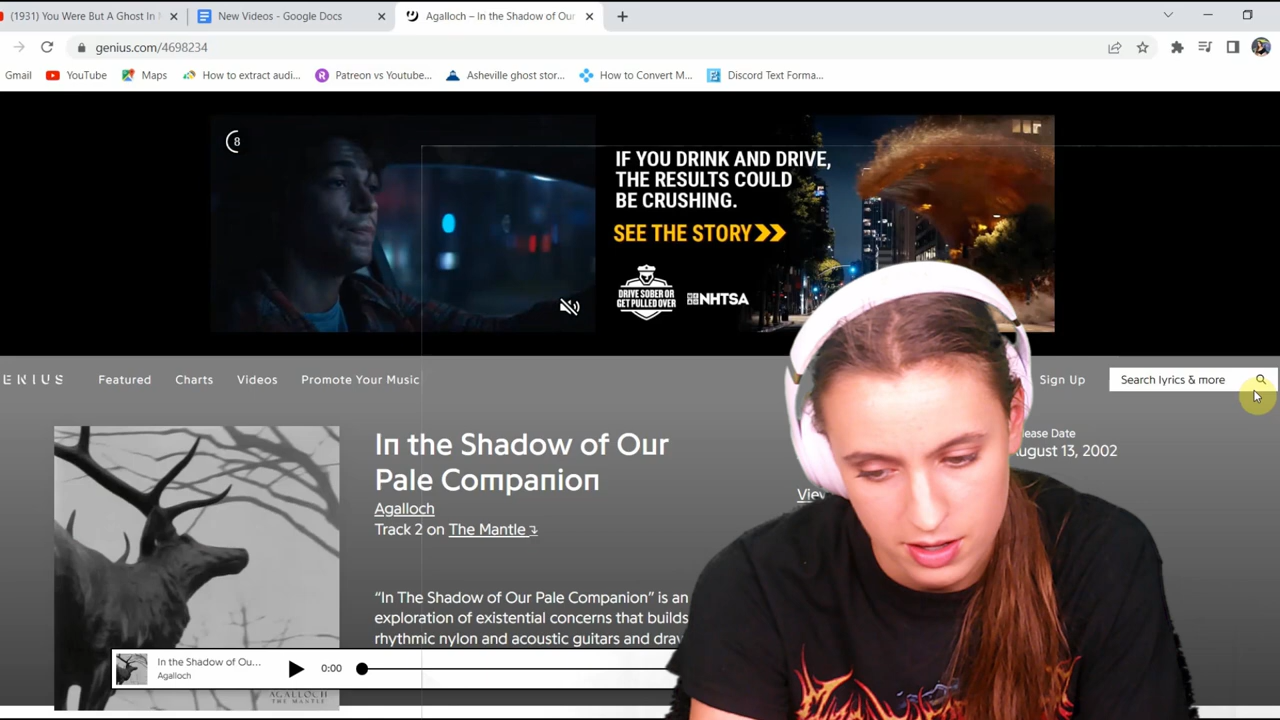 (1931) You Were But A Ghost In
New Videos - Google Docs
Agalloch – In the Shadow of Our
genius.com/4698234
Gmail
YouTube
Maps
How to extract audi...
Patreon vs Youtube...
Asheville ghost stor...
How to Convert M...
Discord Text Forma...
8
IF YOU DRINK AND DRIVE,
THE RESULTS COULD
BE CRUSHING.
SEE THE STORY
DRIVE SOBER OR
GET PULLED OVER
NHTSA
ENIUS
Featured
Charts
Videos
Promote Your Music
Sign Up
Search lyrics & more
In the Shadow of Our
Pale Companion
Agalloch
Track 2 on The Mantle
ease Date
August 13, 2002
View
“In The Shadow of Our Pale Companion” is an
exploration of existential concerns that builds
rhythmic nylon and acoustic guitars and
In the Shadow of Ou...
Agalloch
0:00
AGALLOCH
THE MANTLE